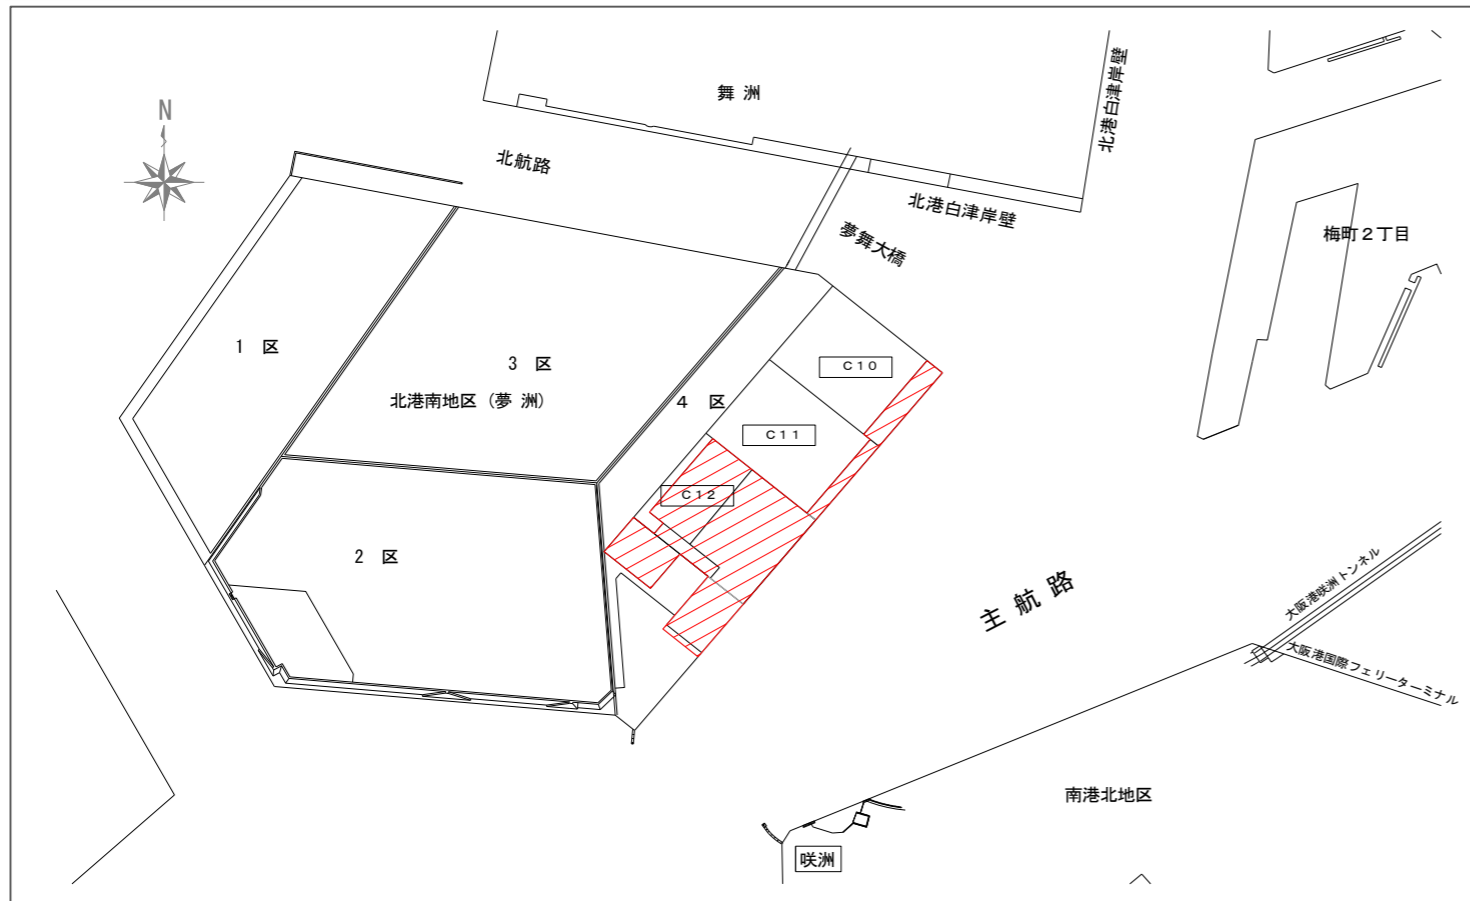 舞 洲
北港白津岸壁
N
北航路
北港白津岸壁
夢舞大橋
梅町２丁目
１ 区
３ 区
北港南地区（夢 洲）
４ 区
Ｃ１０
Ｃ１１
Ｃ１２
２ 区
主 航 路
大阪港咲洲トンネル
大阪港国際フェリーターミナル
南港北地区
咲洲